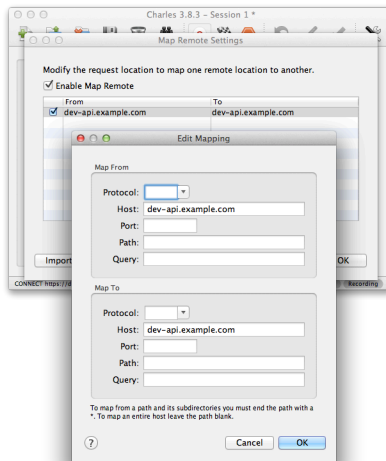 Charles 3.8.3 – Session 1 *
Map Remote Settings
Modify the request location to map one remote location to another.
Enable Map Remote
From To
dev-api.example.com dev-api.example.com
Edit Mapping
Map From
Protocol:
Host: dev-api.example.com
Port:
Path:
Query:
Import OK
CONNECT https://d Recording
Map To
Protocol:
Host: dev-api.example.com
Port:
Path:
Query:
To map from a path and its subdirectories you must end the path with a
*. To map an entire host leave the path blank.
? Cancel OK